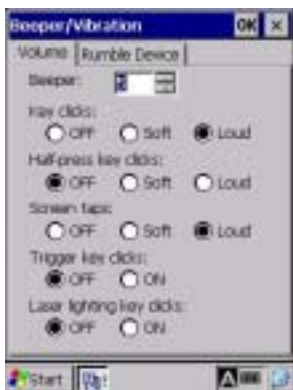 Beeper/Vibration OK ×
Volume Rumble Device
Beeper:
Key clicks:
OFF Soft Loud
Half-press key clicks:
OFF Soft Loud
Screen taps:
OFF Soft Loud
Trigger key clicks:
OFF ON
Laser lighting key clicks:
OFF ON
Start A